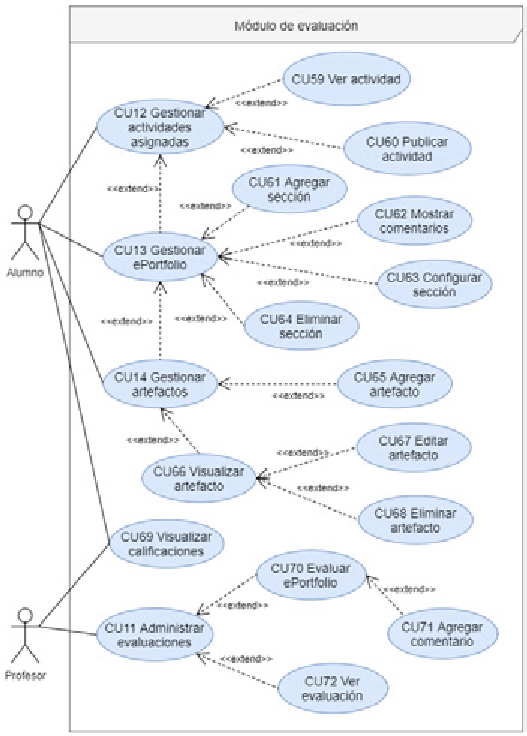 Módulo de evaluación
CU59 Ver actividad
<<extend>>
CU12 Gestionar
actividades
asignadas
<<extend>>
CU60 Publicar
actividad
<<extend>>
CU61 Agregar
sección
<<extend>>
CU62 Mostrar
comentarios
<<extend>>
CU13 Gestionar
ePortfolio
<<extend>>
CU63 Configurar
sección
Alumno
<<extend>>
<<extend>>
CU64 Eliminar
sección
CU14 Gestionar
artefactos
<<extend>>
CU65 Agregar
artefacto
<<extend>>
CU67 Editar
artefacto
<<extend>>
CU66 Visualizar
artefacto
<<extend>>
CU68 Eliminar
artefacto
CU69 Visualizar
calificaciones
CU70 Evaluar
ePortfolio
<<extend>>
<<extend>>
CU11 Administrar
evaluaciones
CU71 Agregar
comentario
<<extend>>
Profesor
CU72 Ver
evaluación